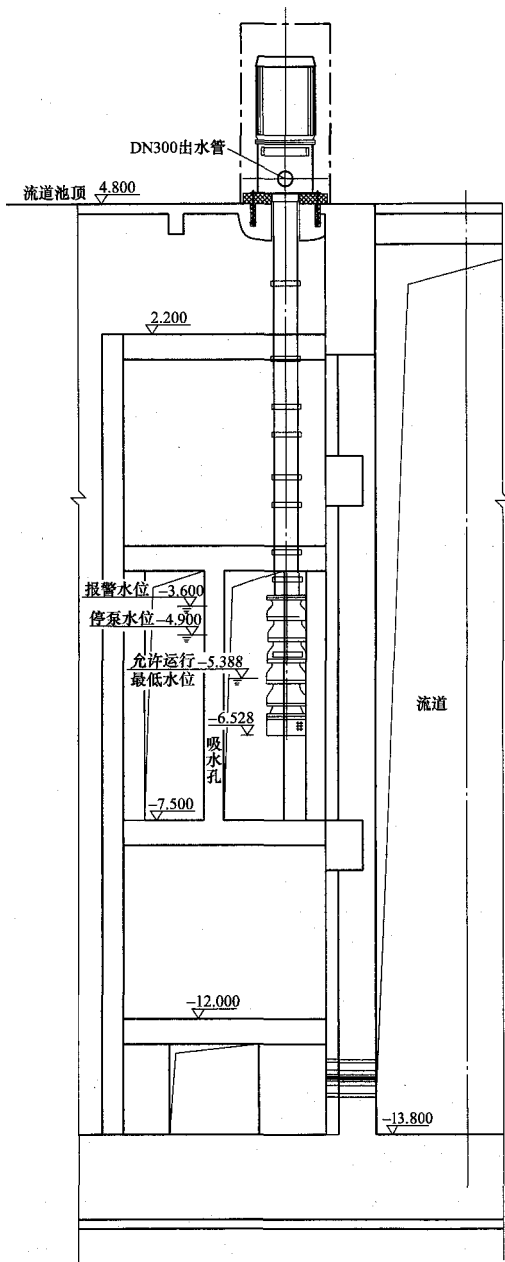 DN300出水管
流道池顶
4.800
2.200
报警水位
-3.600
停泵水位
-4.900
允许运行
最低水位
-5.388
-6.528
吸水孔
流道
-7.500
-12.000
-13.800